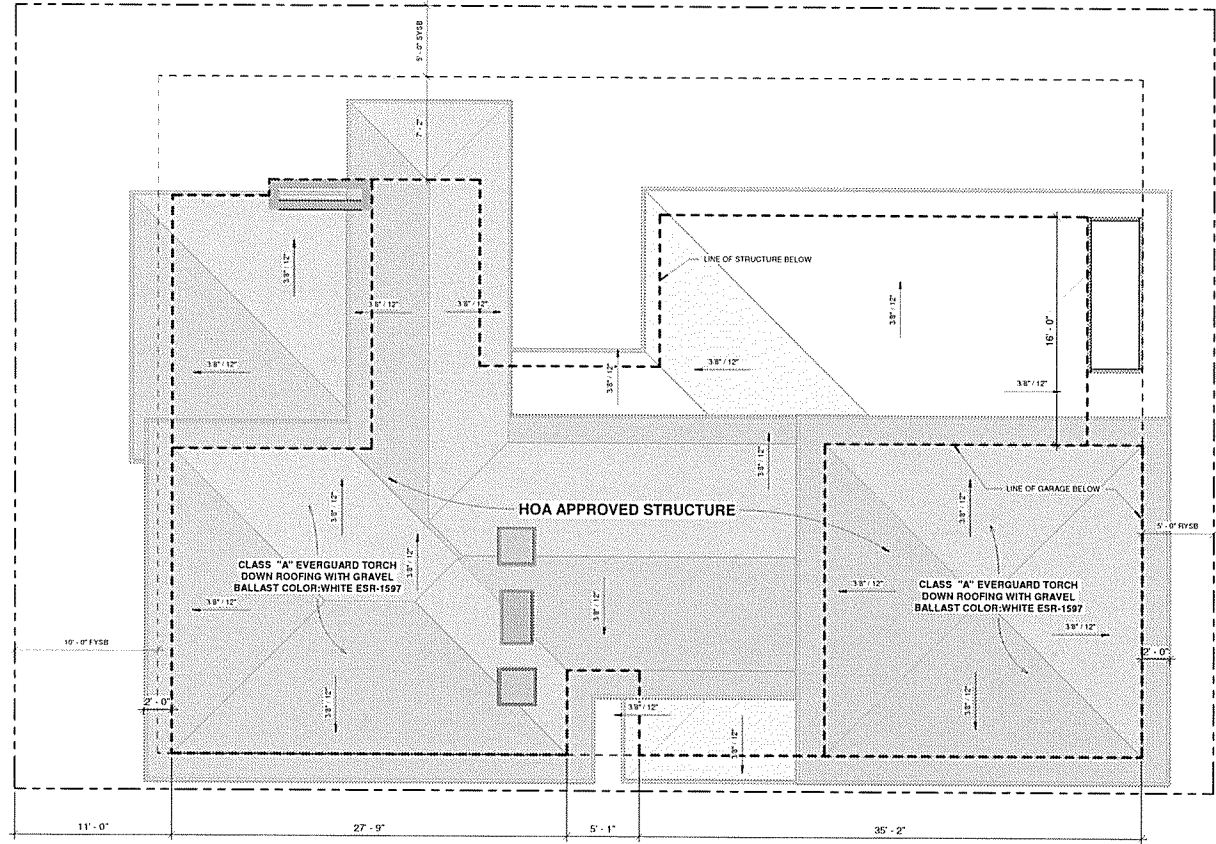 5' - 0" SYSB
7' - 2"
LINE OF STRUCTURE BELOW
3/8" / 12"
3/8" / 12"
3/8" / 12"
3/8" / 12"
16' - 0"
3/8" / 12"
3/8" / 12"
3/8" / 12"
3/8" / 12"
3/8" / 12"
LINE OF GARAGE BELOW
3/8" / 12"
3/8" / 12"
HOA APPROVED STRUCTURE
5' - 0" RYSB
3/8" / 12"
CLASS "A" EVERGUARD TORCH
DOWN ROOFING WITH GRAVEL
BALLAST COLOR:WHITE ESR-1597
CLASS "A" EVERGUARD TORCH
DOWN ROOFING WITH GRAVEL
BALLAST COLOR:WHITE ESR-1597
3/8" / 12"
3/8" / 12"
3/8" / 12"
3/8" / 12"
10' - 0" FYSB
2' - 0"
2' - 0"
3/8" / 12"
3/8" / 12"
3/8" / 12"
3/8" / 12"
11' - 0"
27' - 9"
5' - 1"
35' - 2"